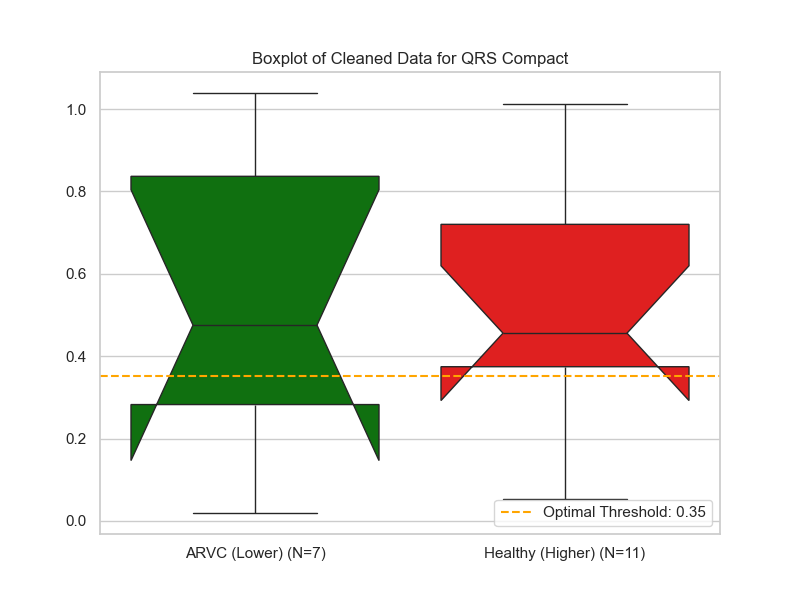 Boxplot of Cleaned Data for QRS Compact
1.0
0.8
0.6
0.4
0.2
0.0
Optimal Threshold: 0.35
ARVC (Lower) (N=7)
Healthy (Higher) (N=11)